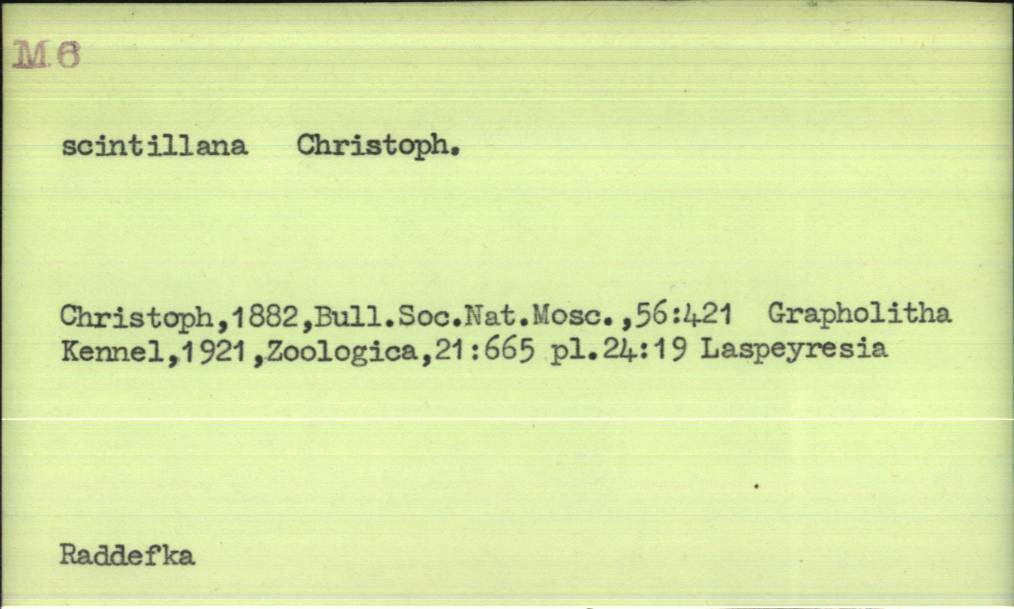 M 6
scintillana Christoph.
Christoph,1882,Bull.Soc.Nat.Mosc.,56:421 Grapholitha
Kennel,1921,Zoologica,21:665 pl.24:19 Laspeyresia
Raddefka